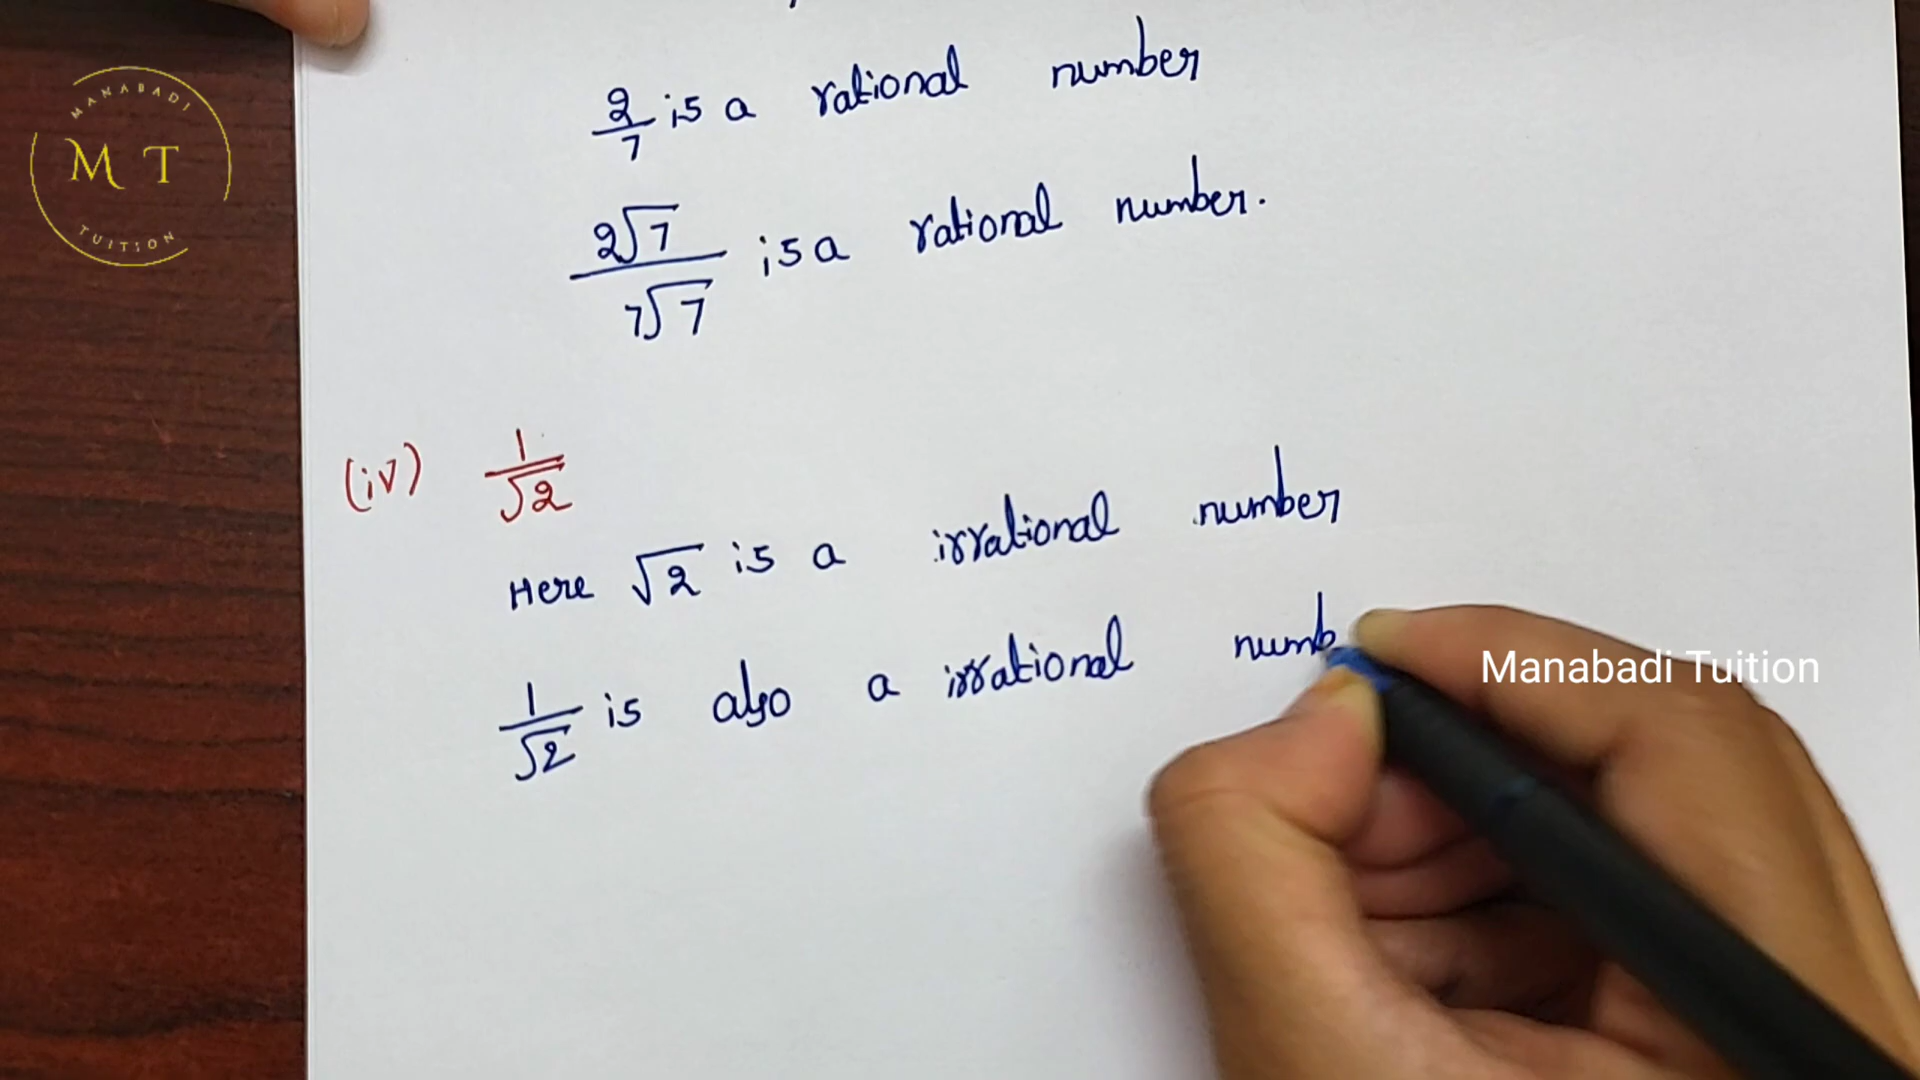 MANABADI
M T
TUITION
2/7 is a rational number
2√7 / 7√7 is a rational number.
(iv) 1/√2
Here √2 is a irrational number
1/√2 is also a irrational numb
Manabadi Tuition